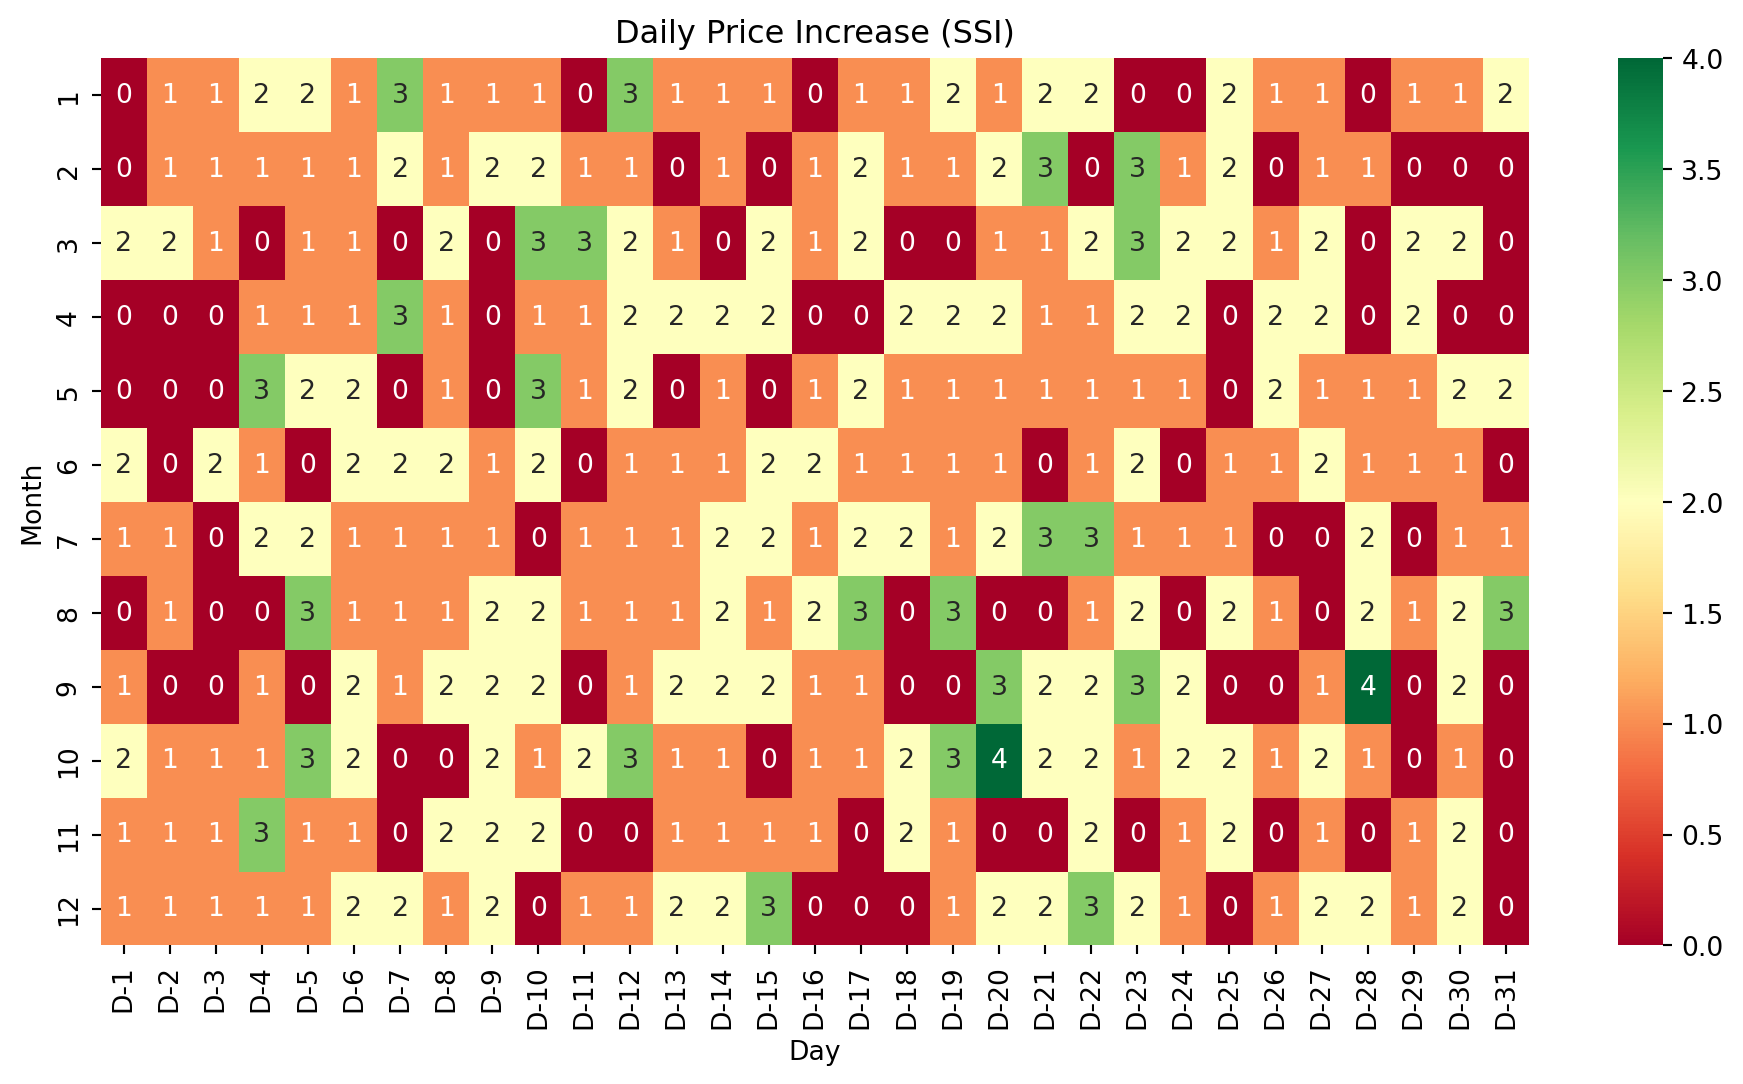 Daily Price Increase (SSI)
1 0 1 1 2 2 1 3 1 1 1 0 3 1 1 1 0 1 1 2 1 2 2 0 0 2 1 1 0 1 1 2
2 0 1 1 1 1 1 2 1 2 2 1 1 0 1 0 1 2 1 1 2 3 0 3 1 2 0 1 1 0 0 0
3 2 2 1 0 1 1 0 2 0 3 3 2 1 0 2 1 2 0 0 1 1 2 3 2 2 1 2 0 2 2 0
4 0 0 0 1 1 1 3 1 0 1 1 2 2 2 2 0 0 2 2 2 1 1 2 2 0 2 2 0 2 0 0
5 0 0 0 3 2 2 0 1 0 3 1 2 0 1 0 1 2 1 1 1 1 1 1 1 0 2 1 1 1 2 2
6 2 0 2 1 0 2 2 2 1 2 0 1 1 1 2 2 1 1 1 1 0 1 2 0 1 1 2 1 1 1 0
7 1 1 0 2 2 1 1 1 1 0 1 1 1 2 2 1 2 2 1 2 3 3 1 1 1 0 0 2 0 1 1
8 0 1 0 0 3 1 1 1 2 2 1 1 1 2 1 2 3 0 3 0 0 1 2 0 2 1 0 2 1 2 3
9 1 0 0 1 0 2 1 2 2 2 0 1 2 2 2 1 1 0 0 3 2 2 3 2 0 0 1 4 0 2 0
10 2 1 1 1 3 2 0 0 2 1 2 3 1 1 0 1 1 2 3 4 2 2 1 2 2 1 2 1 0 1 0
11 1 1 1 3 1 1 0 2 2 2 0 0 1 1 1 1 0 2 1 0 0 2 0 1 2 0 1 0 1 2 0
12 1 1 1 1 1 2 2 1 2 0 1 1 2 2 3 0 0 0 1 2 2 3 2 1 0 1 2 2 1 2 0
Month
D-1 D-2 D-3 D-4 D-5 D-6 D-7 D-8 D-9 D-10 D-11 D-12 D-13 D-14 D-15 D-16 D-17 D-18 D-19 D-20 D-21 D-22 D-23 D-24 D-25 D-26 D-27 D-28 D-29 D-30 D-31
Day
4.0
3.5
3.0
2.5
2.0
1.5
1.0
0.5
0.0